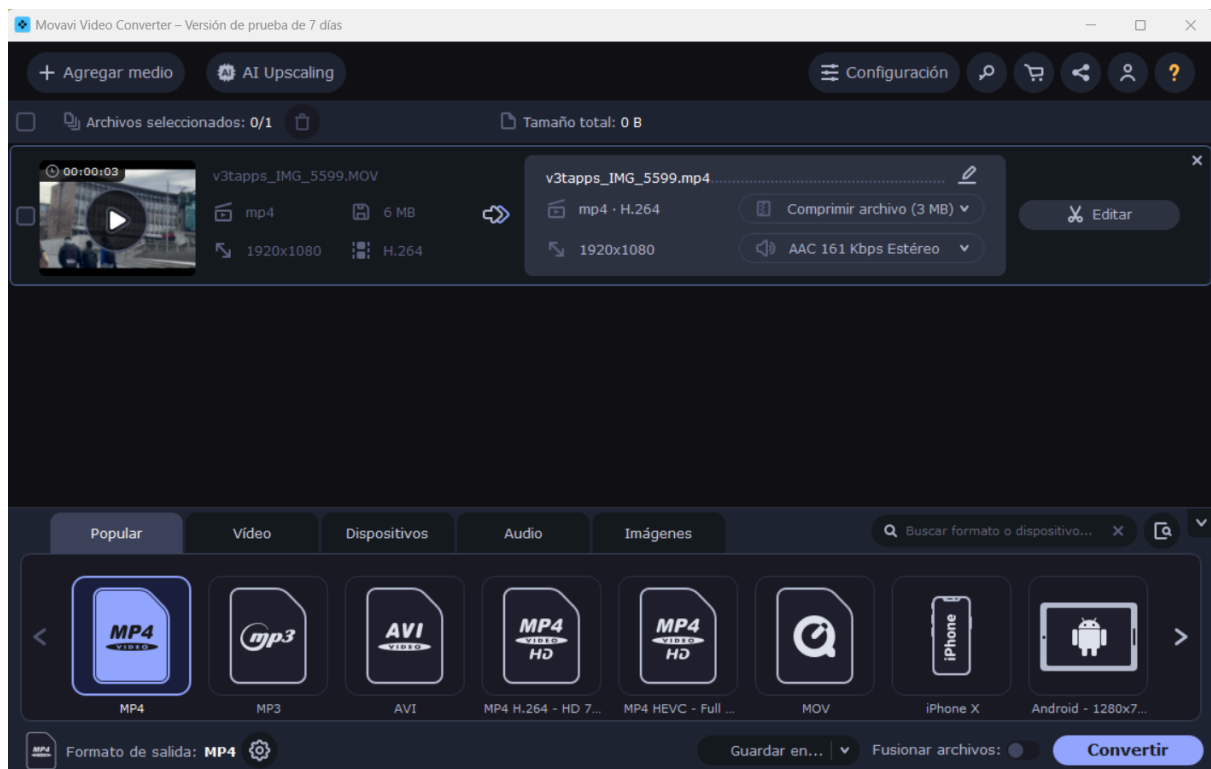 Movavi Video Converter – Versión de prueba de 7 días
+ Agregar medio
AI Upscaling
Configuración
?
Archivos seleccionados: 0/1
Tamaño total: 0 B
00:00:03
v3tapps_IMG_5599.MOV
mp4
6 MB
1920x1080
H.264
v3tapps_IMG_5599.mp4
mp4 · H.264
Comprimir archivo (3 MB)
1920x1080
AAC 161 Kbps Estéreo
Editar
Popular
Vídeo
Dispositivos
Audio
Imágenes
Buscar formato o dispositivo...
MP4 VIDEO
mp3
AVI VIDEO
MP4 VIDEO HD
MP4 VIDEO HD
iPhone
MP4
MP3
AVI
MP4 H.264 - HD 7...
MP4 HEVC - Full ...
MOV
iPhone X
Android - 1280x7...
Formato de salida: MP4
Guardar en...
Fusionar archivos:
Convertir